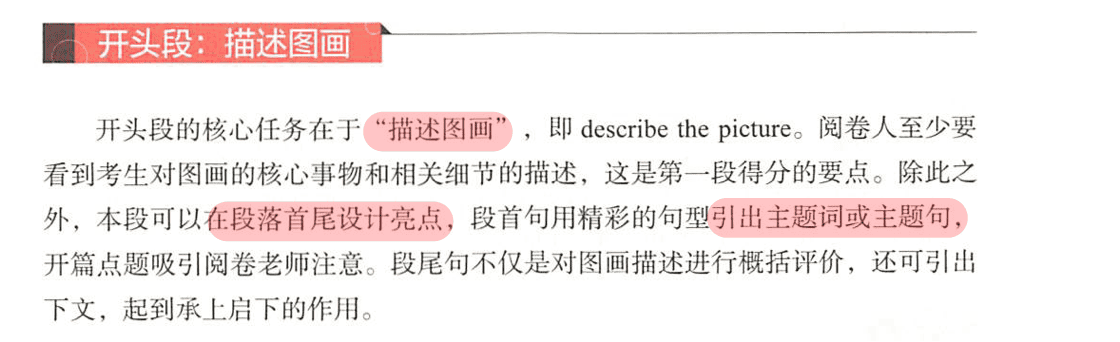 开头段：描述图画
开头段的核心任务在于“描述图画”，即 describe the picture。阅卷人至少要
看到考生对图画的核心事物和相关细节的描述，这是第一段得分的要点。除此之
外，本段可以在段落首尾设计亮点，段首句用精彩的句型引出主题词或主题句，
开篇点题吸引阅卷老师注意。段尾句不仅是对图画描述进行概括评价，还可引出
下文，起到承上启下的作用。